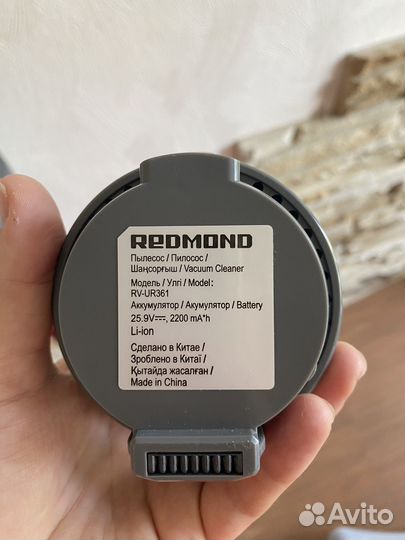 REDMOND
Пылесос / Пилосос /
Шаңсорғыш / Vacuum Cleaner
Модель / Үлгі / Model:
RV-UR361
Аккумулятор / Акумулятор / Battery
25.9V⎓, 2200 mA*h
Li-ion
Сделано в Китае /
Зроблено в Китаї /
Қытайда жасалған /
Made in China
Avito